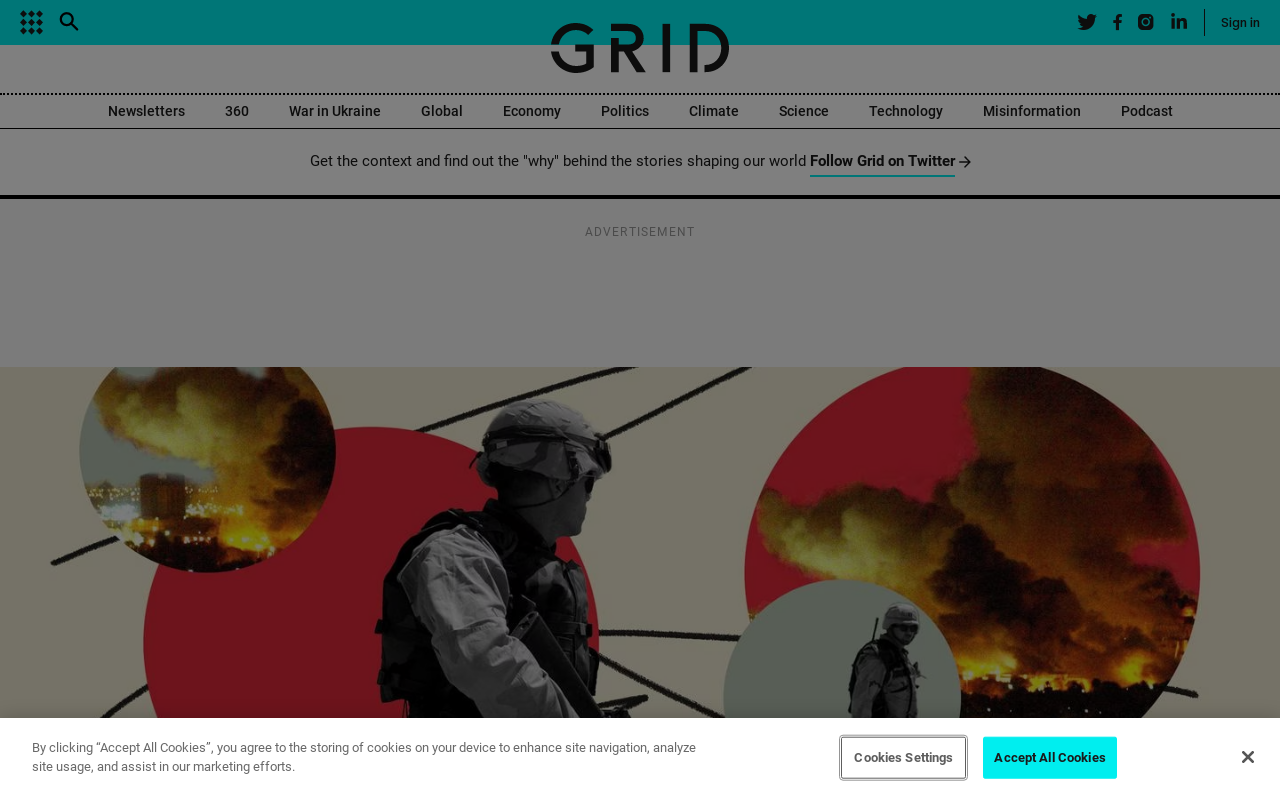 GRID
Sign in
Newsletters 360 War in Ukraine Global Economy Politics Climate Science Technology Misinformation Podcast
Get the context and find out the "why" behind the stories shaping our world Follow Grid on Twitter
ADVERTISEMENT
By clicking “Accept All Cookies”, you agree to the storing of cookies on your device to enhance site navigation, analyze
site usage, and assist in our marketing efforts.
Cookies Settings
Accept All Cookies